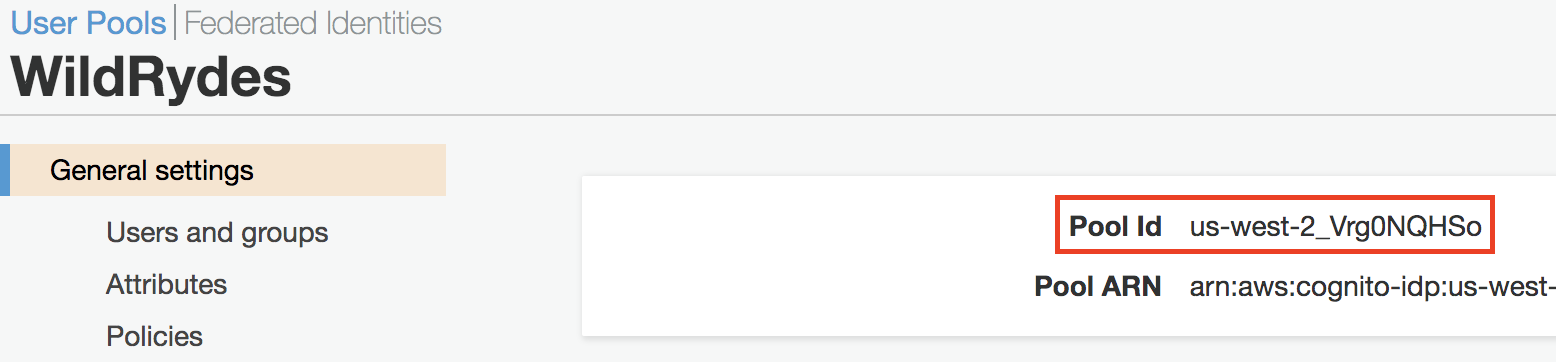 User Pools | Federated Identities
WildRydes
General settings
Users and groups
Attributes
Policies
Pool Id us-west-2_Vrg0NQHSo
Pool ARN arn:aws:cognito-idp:us-west-